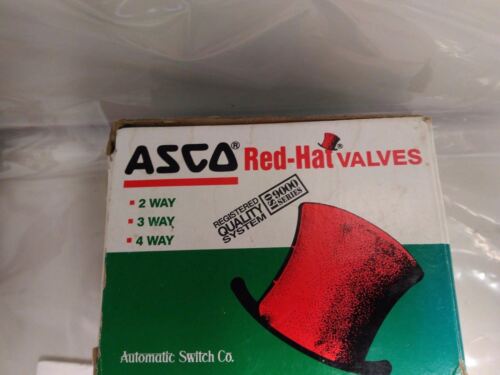 ASCO® Red-Hat® VALVES
▪ 2 WAY
▪ 3 WAY
▪ 4 WAY
REGISTERED
QUALITY
SYSTEM
ISO
9000
SERIES
Automatic Switch Co.